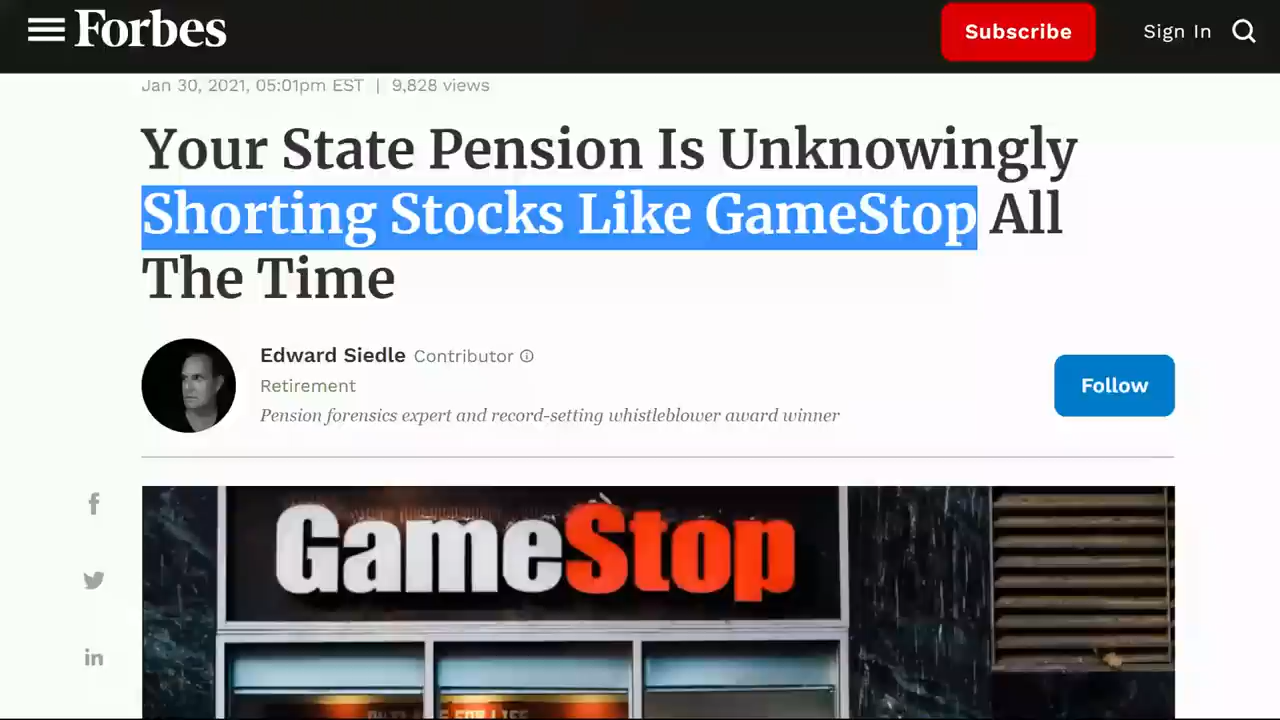 Forbes
Subscribe
Sign In
Jan 30, 2021, 05:01pm EST | 9,828 views
Your State Pension Is Unknowingly
Shorting Stocks Like GameStop All
The Time
Edward Siedle Contributor
Retirement
Pension forensics expert and record-setting whistleblower award winner
Follow
GameStop